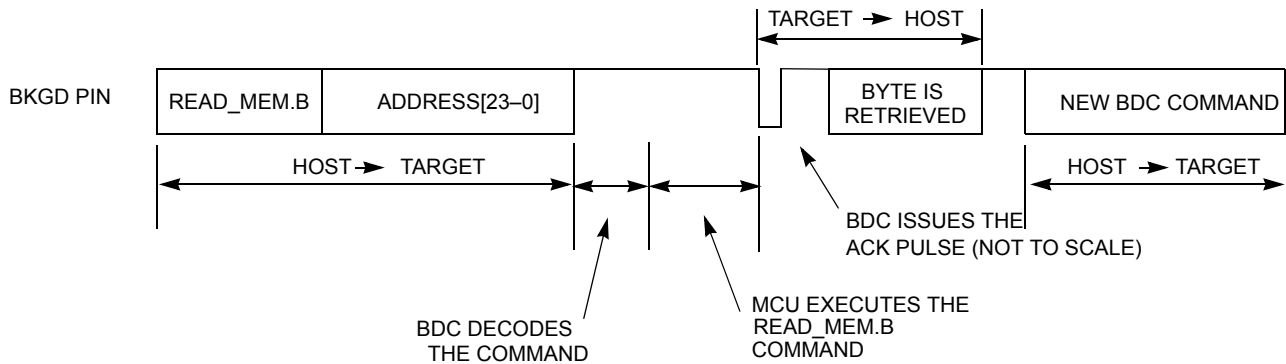 TARGET → HOST
BKGD PIN
READ_MEM.B
ADDRESS[23–0]
BYTE IS
RETRIEVED
NEW BDC COMMAND
HOST → TARGET
HOST → TARGET
BDC ISSUES THE
ACK PULSE (NOT TO SCALE)
BDC DECODES
THE COMMAND
MCU EXECUTES THE
READ_MEM.B
COMMAND